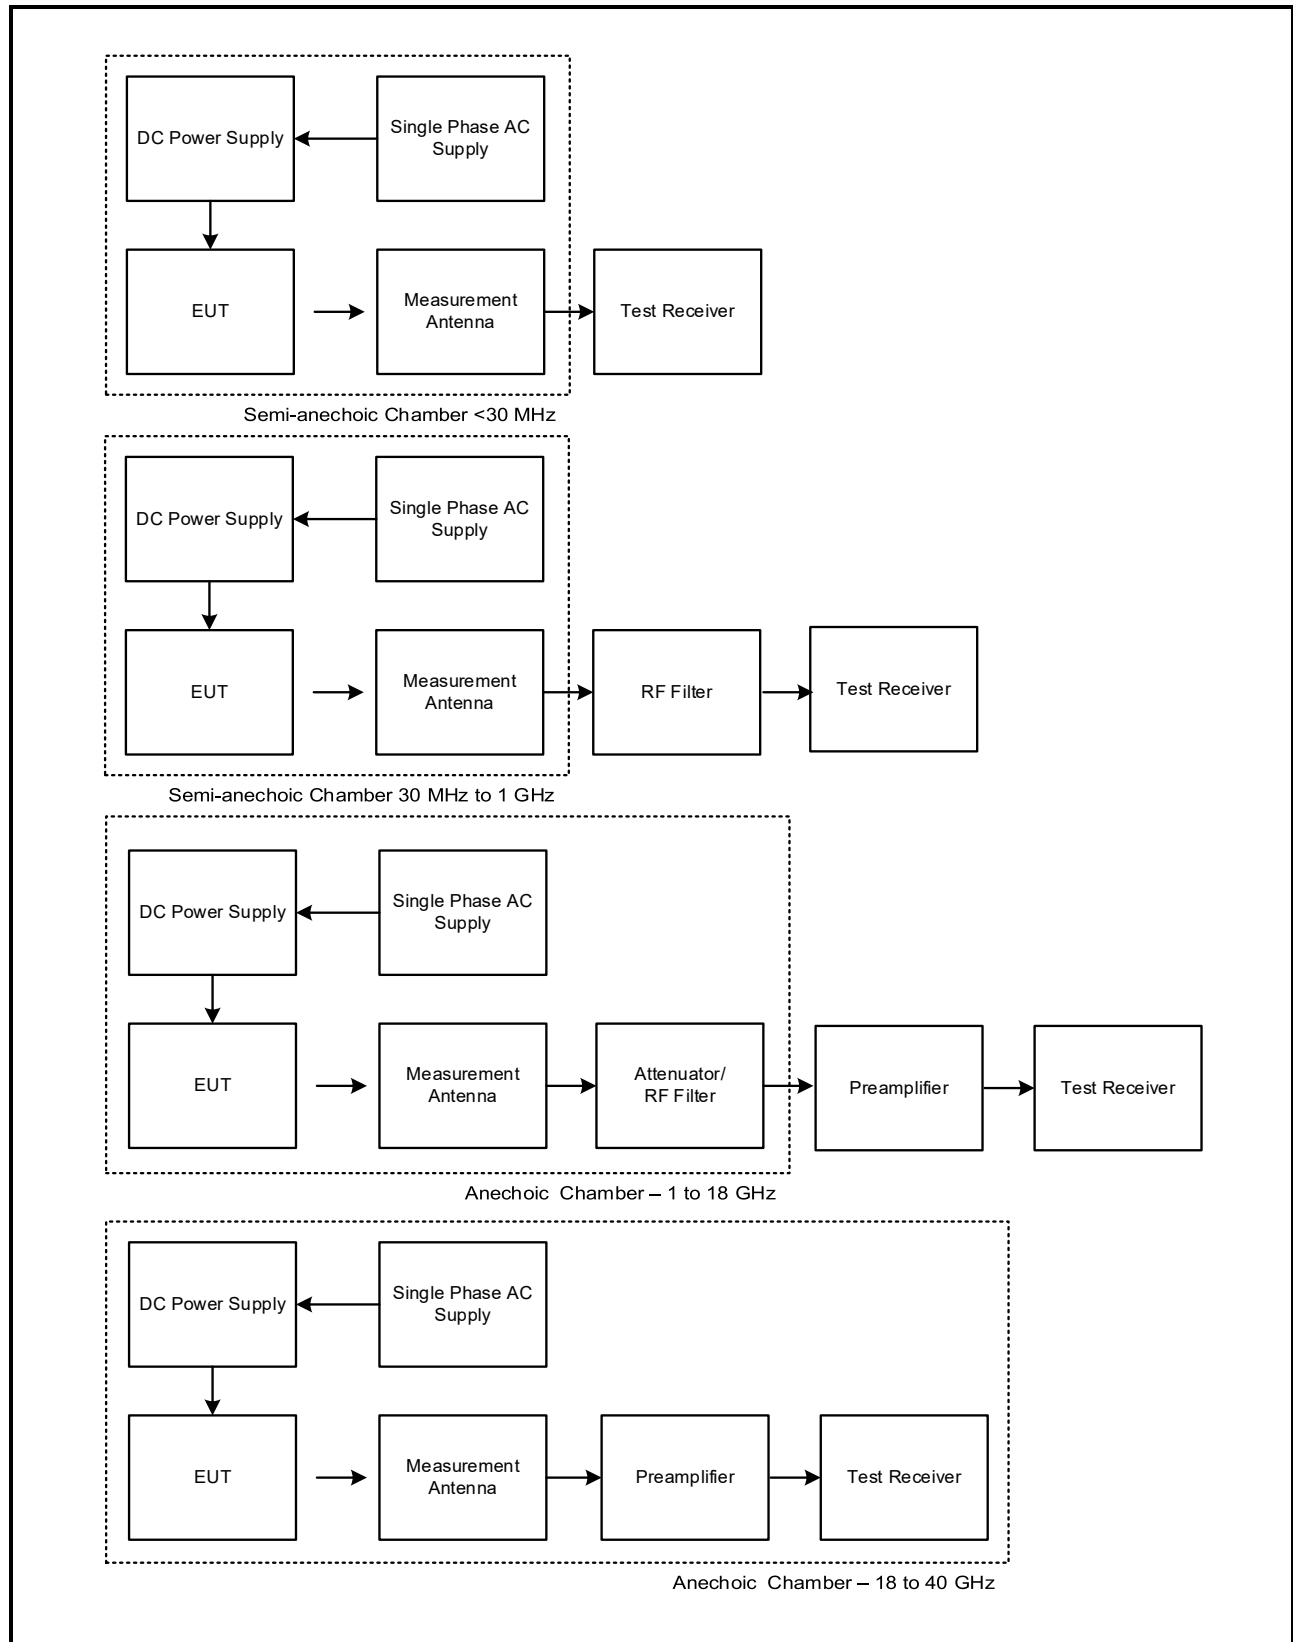 DC Power Supply
Single Phase AC
Supply
EUT
Measurement
Antenna
Test Receiver
Semi-anechoic Chamber <30 MHz
DC Power Supply
Single Phase AC
Supply
EUT
Measurement
Antenna
RF Filter
Test Receiver
Semi-anechoic Chamber 30 MHz to 1 GHz
DC Power Supply
Single Phase AC
Supply
EUT
Measurement
Antenna
Attenuator/
RF Filter
Preamplifier
Test Receiver
Anechoic Chamber – 1 to 18 GHz
DC Power Supply
Single Phase AC
Supply
EUT
Measurement
Antenna
Preamplifier
Test Receiver
Anechoic Chamber – 18 to 40 GHz